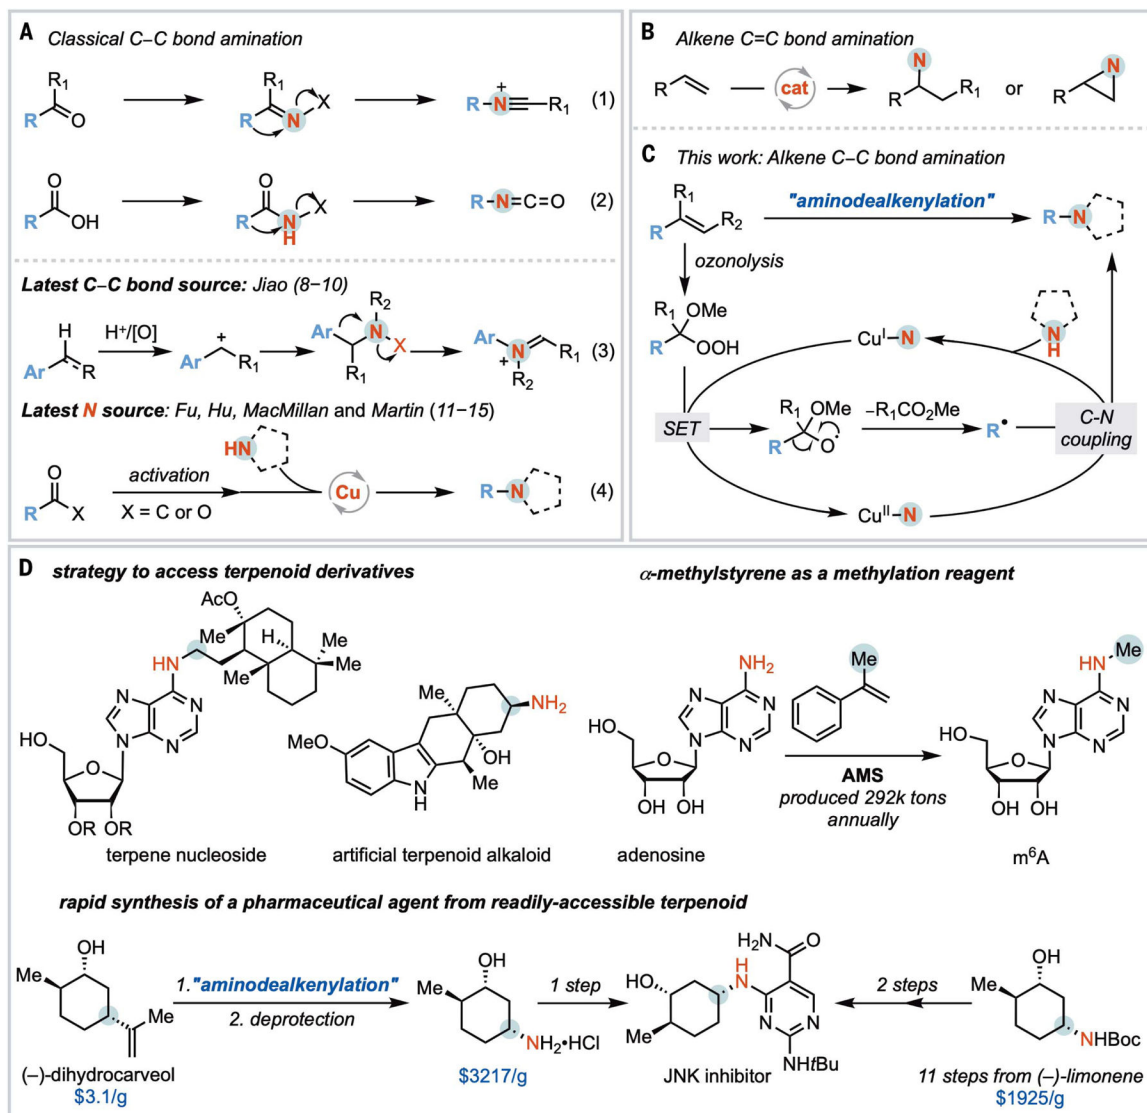 A Classical C–C bond amination
R₁
R
O
R₁
X
R
N
R–N≡C–R₁
+
(1)
O
R
OH
O
X
R
N
H
R–N=C=O
(2)
Latest C–C bond source: Jiao (8–10)
H
Ar
R
H⁺/[O]
+
Ar
R₁
R₂
Ar
N
X
R₁
Ar
N
+
R₂
R₁
(3)
Latest N source: Fu, Hu, MacMillan and Martin (11–15)
HN
O
R
X
activation
X = C or O
Cu
R–N
(4)
B Alkene C=C bond amination
R
cat
N
R
R₁
or
N
R
C This work: Alkene C–C bond amination
R₁
R
R₂
"aminodealkenylation"
R–N
ozonolysis
R₁
OMe
R
OOH
Cuᴵ–N
N
H
SET
R₁
OMe
R
O
–R₁CO₂Me
R•
C-N
coupling
Cuᴵᴵ–N
D strategy to access terpenoid derivatives
α-methylstyrene as a methylation reagent
AcO
Me
H
Me
Me
Me
HN
N
N
N
N
HO
O
OR
OR
terpene nucleoside
Me
NH₂
MeO
OH
N
H
Me
artificial terpenoid alkaloid
NH₂
N
N
N
N
HO
O
OH
OH
adenosine
Me
AMS
produced 292k tons
annually
HN
Me
N
N
N
N
HO
O
HO
OH
m⁶A
rapid synthesis of a pharmaceutical agent from readily-accessible terpenoid
OH
Me
Me
(–)-dihydrocarveol
$3.1/g
1."aminodealkenylation"
2. deprotection
OH
Me
NH₂•HCl
$3217/g
1 step
H₂N
O
HO
H
N
Me
N
N
NHtBu
JNK inhibitor
2 steps
OH
Me
NHBoc
11 steps from (–)-limonene
$1925/g